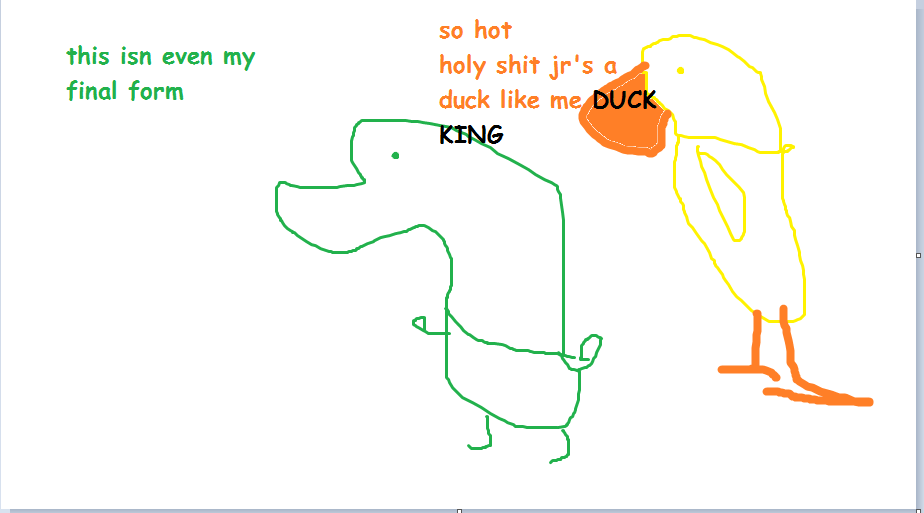 this isn even my
final form
so hot
holy shit jr's a
duck like me DUCK
KING